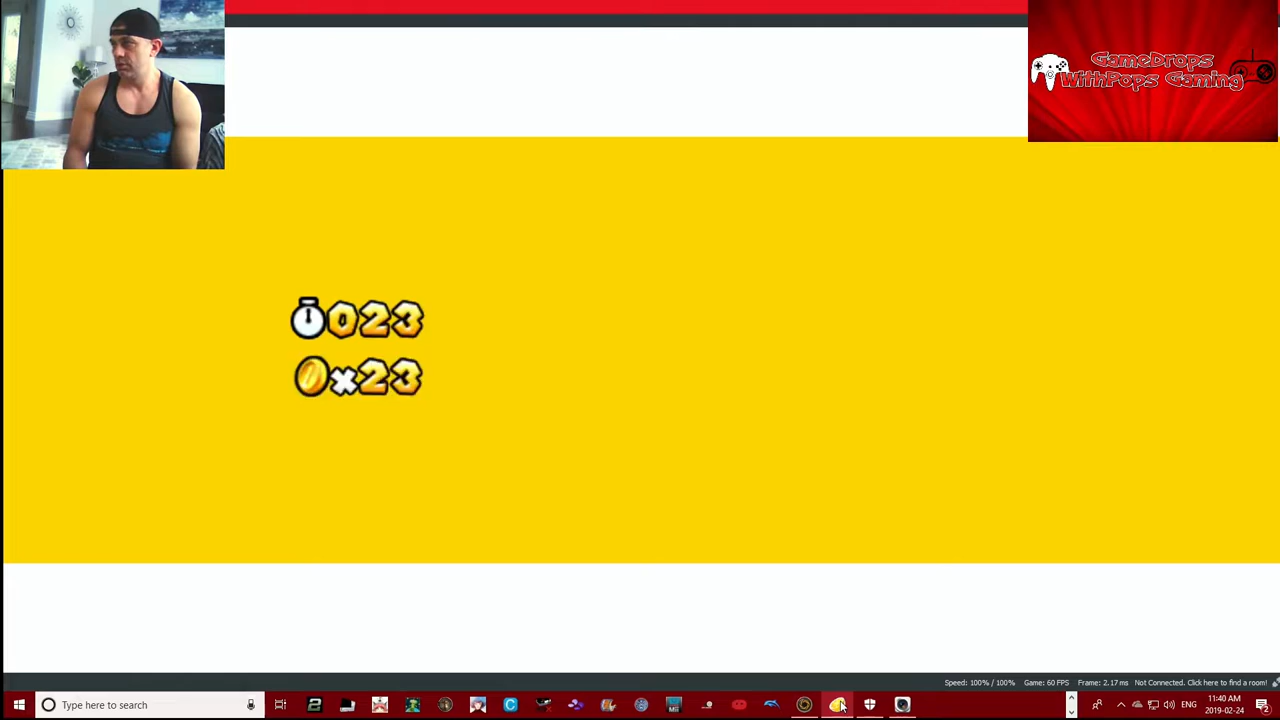 GameDrops
WithPops Gaming
023
x23
Speed: 100% / 100% Game: 60 FPS Frame: 2.17 ms Not Connected. Click here to find a room!
Type here to search
ENG
11:40 AM
2019-02-24
2